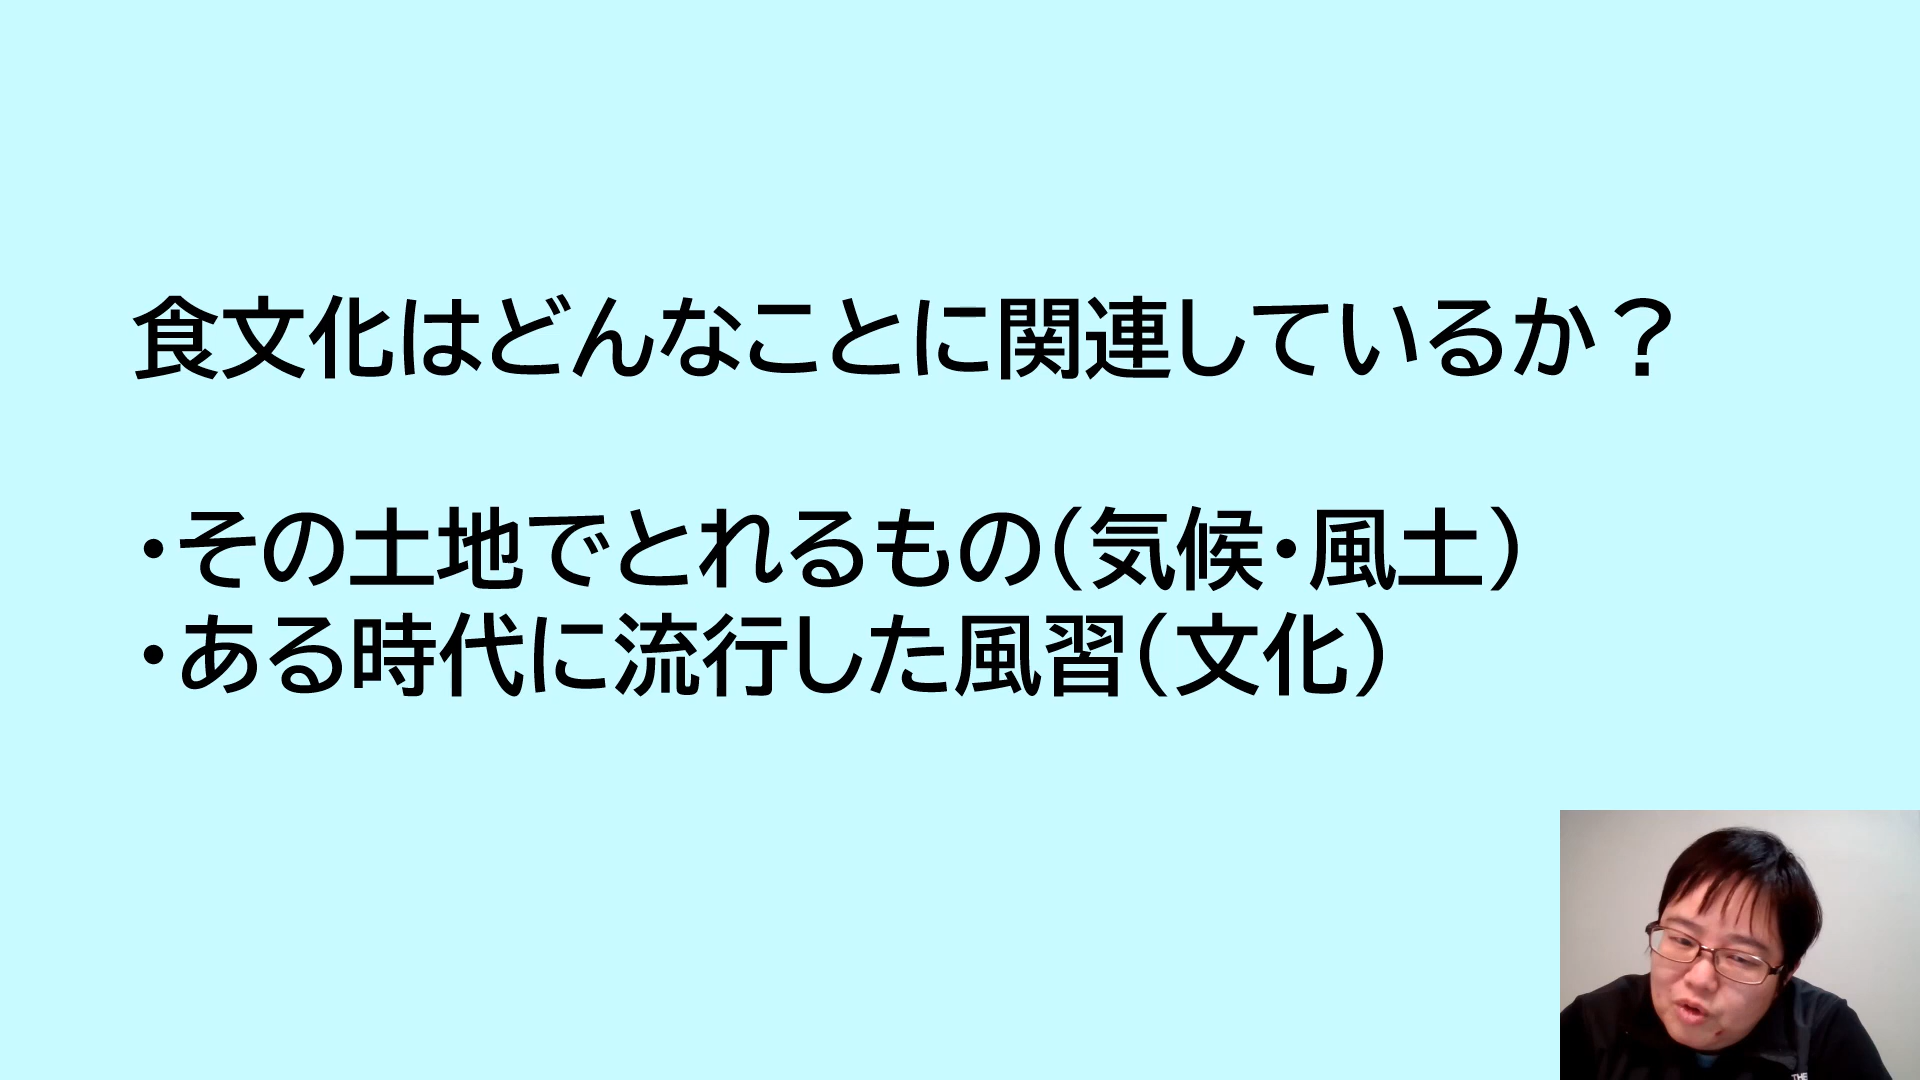 食文化はどんなことに関連しているか？
・その土地でとれるもの（気候・風土）
・ある時代に流行した風習（文化）
THE